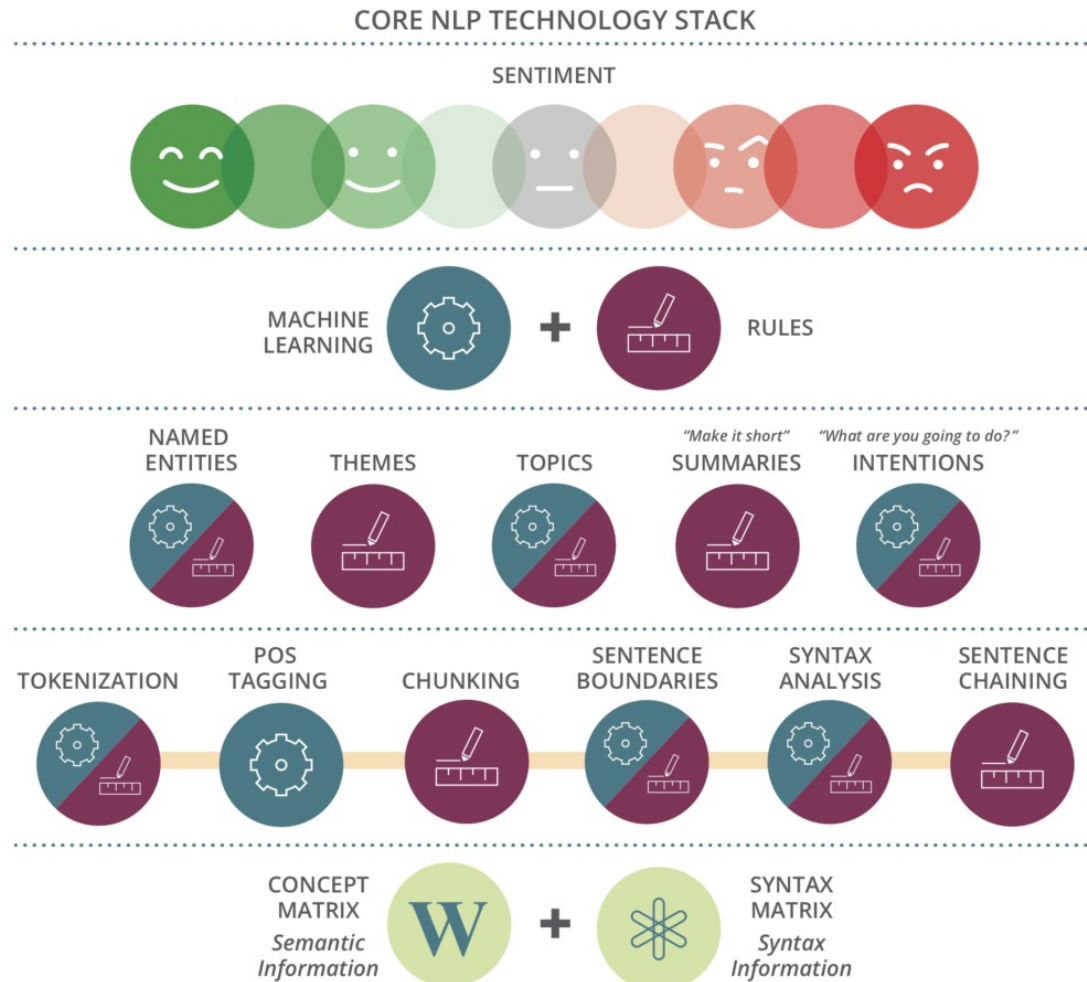 CORE NLP TECHNOLOGY STACK
SENTIMENT
MACHINE
LEARNING
+
RULES
NAMED
ENTITIES
THEMES
TOPICS
“Make it short”
SUMMARIES
“What are you going to do?”
INTENTIONS
TOKENIZATION
POS
TAGGING
CHUNKING
SENTENCE
BOUNDARIES
SYNTAX
ANALYSIS
SENTENCE
CHAINING
CONCEPT
MATRIX
Semantic
Information
W
+
SYNTAX
MATRIX
Syntax
Information